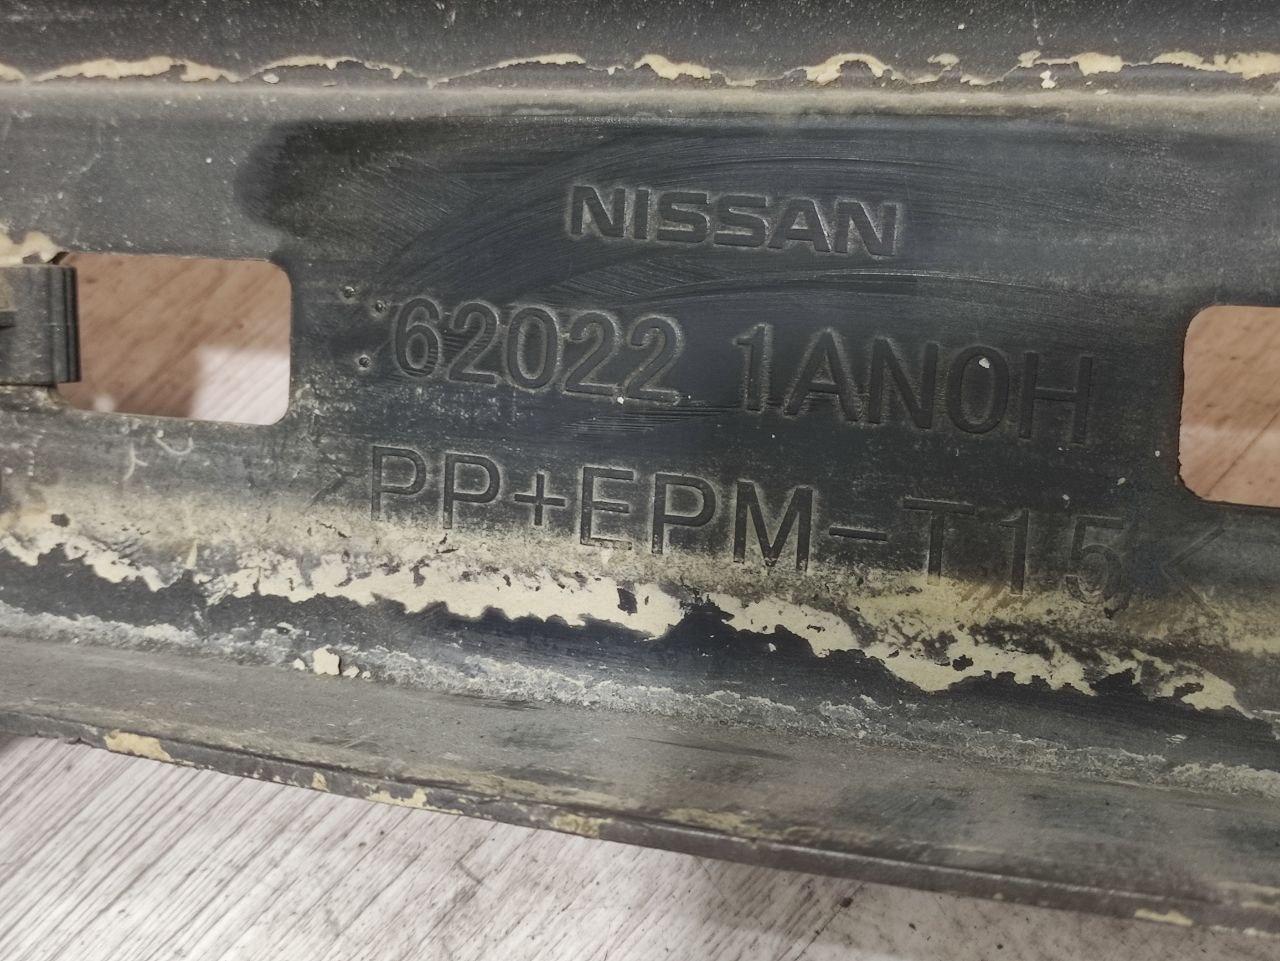 NISSAN
62022 1AN0H
>PP+EPM-T15<